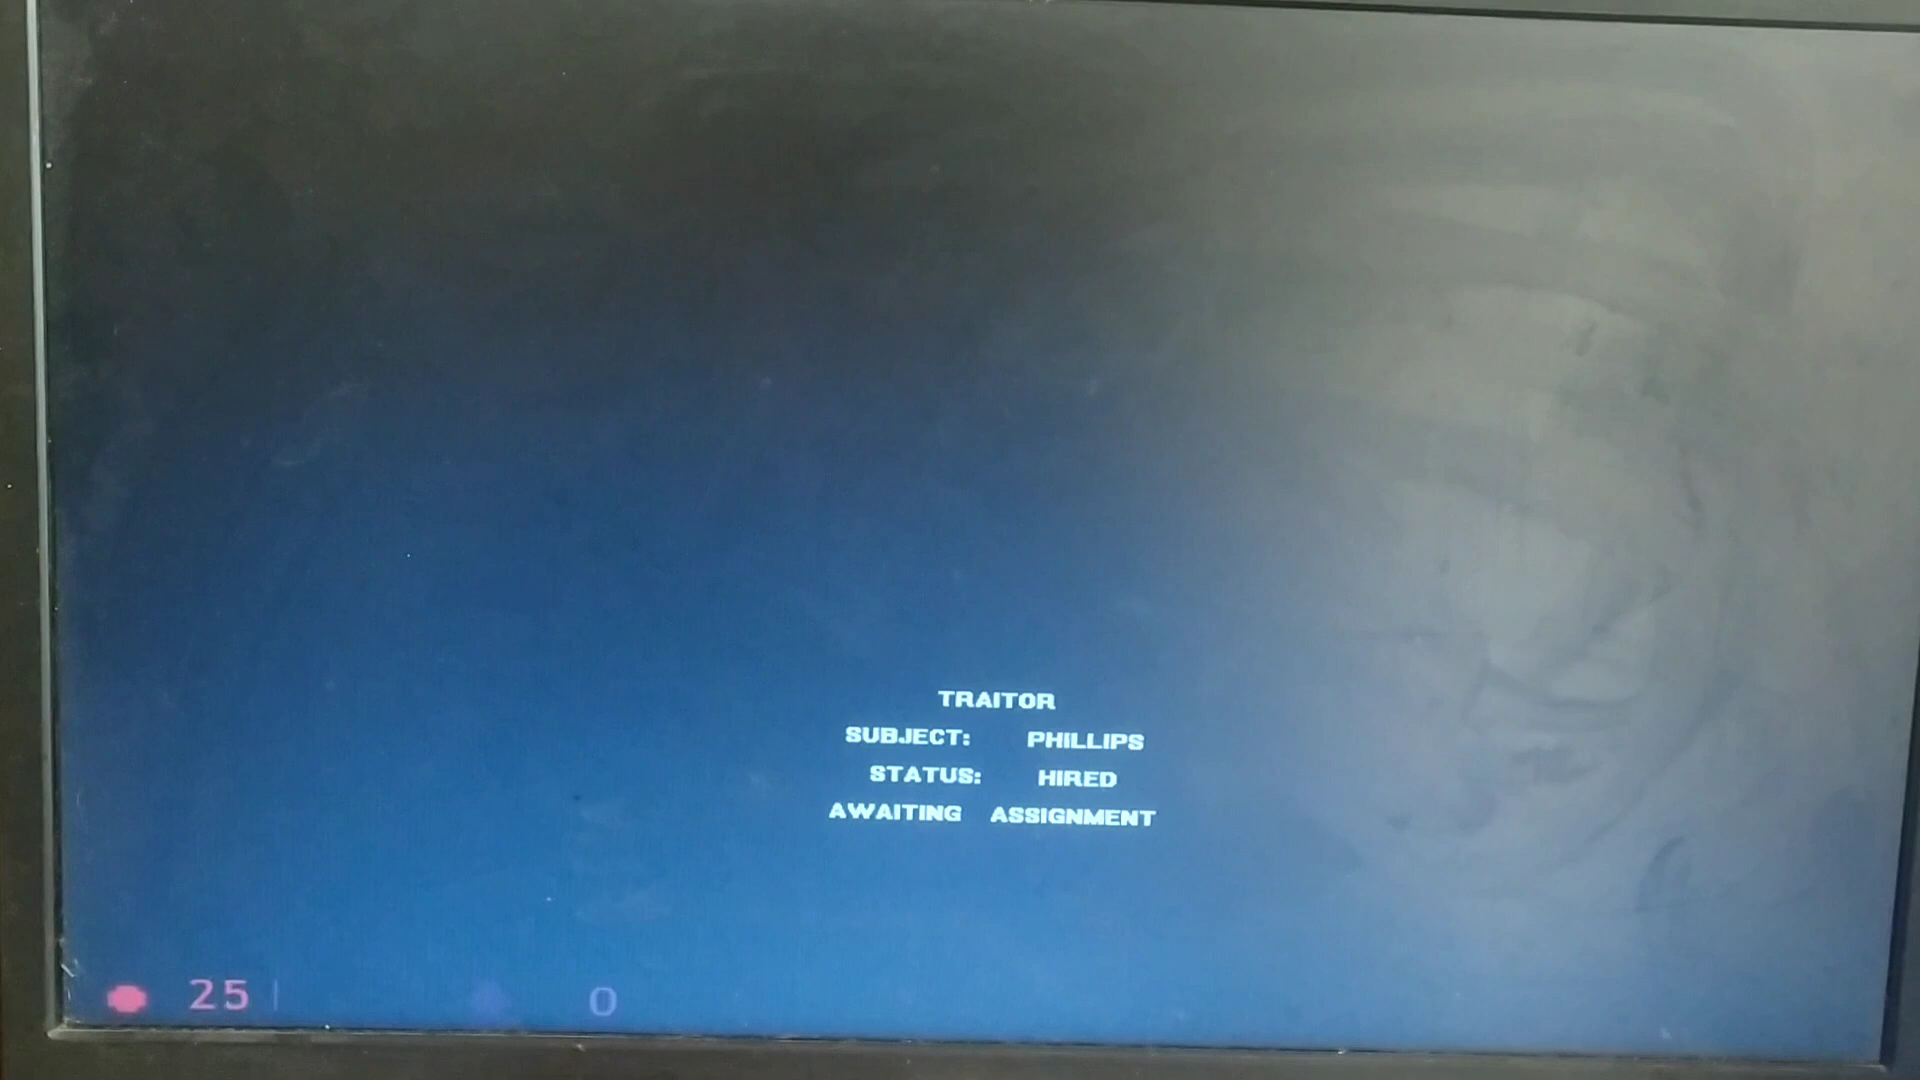 TRAITOR
SUBJECT: PHILLIPS
STATUS: HIRED
AWAITING ASSIGNMENT
25 0